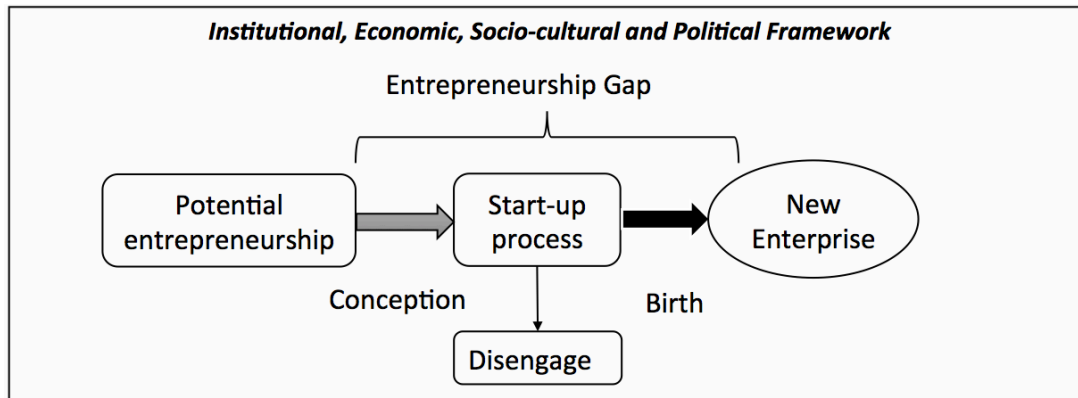 Institutional, Economic, Socio-cultural and Political Framework
Entrepreneurship Gap
Potential
entrepreneurship
Start-up
process
New
Enterprise
Conception
Birth
Disengage